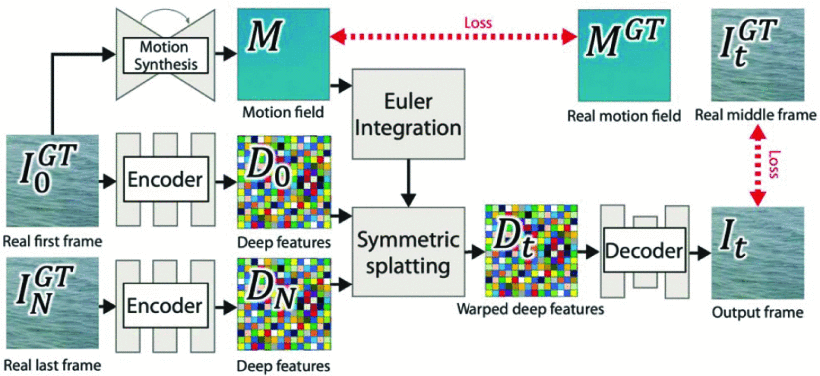 Motion
Synthesis
M
Motion field
Loss
M^GT
Real motion field
I_t^GT
Real middle frame
Euler
Integration
Loss
I_0^GT
Real first frame
Encoder
D_0
Deep features
Symmetric
splatting
D_t
Warped deep features
Decoder
I_t
Output frame
I_N^GT
Real last frame
Encoder
D_N
Deep features